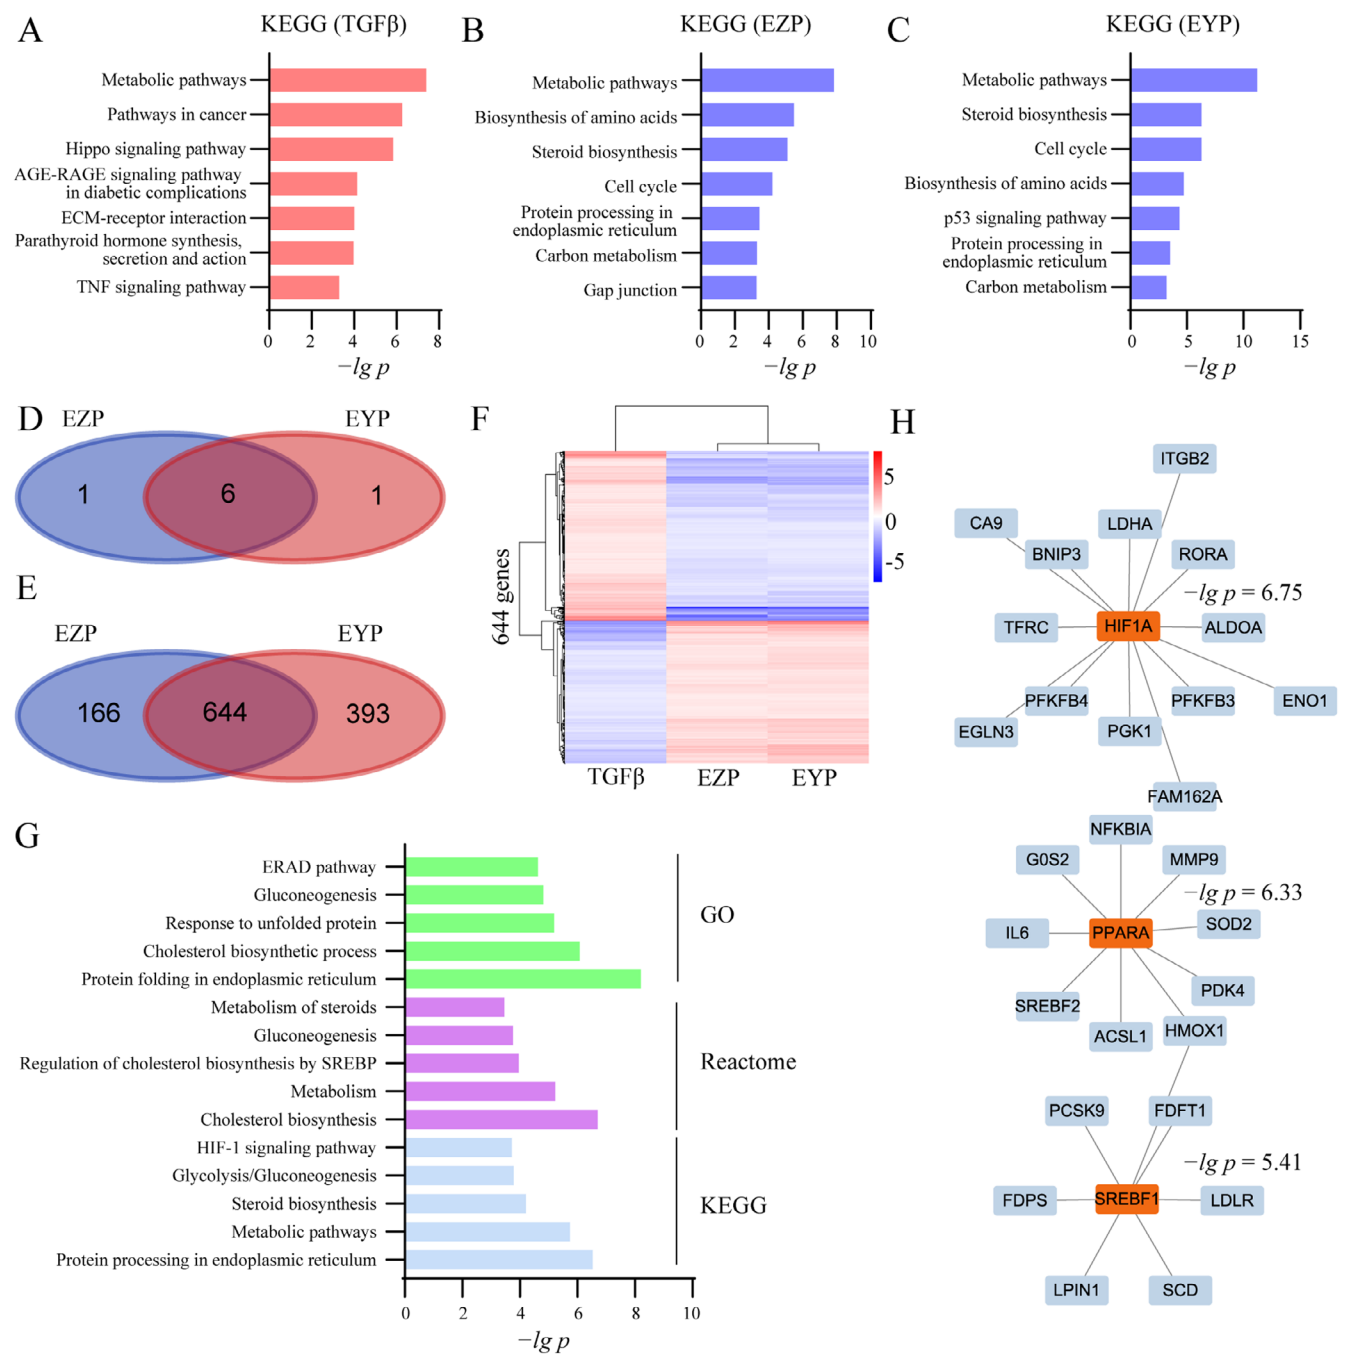 A
KEGG (TGFβ)
Metabolic pathways
Pathways in cancer
Hippo signaling pathway
AGE-RAGE signaling pathway
in diabetic complications
ECM-receptor interaction
Parathyroid hormone synthesis,
secretion and action
TNF signaling pathway
0 2 4 6 8
−lg p
B
KEGG (EZP)
Metabolic pathways
Biosynthesis of amino acids
Steroid biosynthesis
Cell cycle
Protein processing in
endoplasmic reticulum
Carbon metabolism
Gap junction
0 2 4 6 8 10
−lg p
C
KEGG (EYP)
Metabolic pathways
Steroid biosynthesis
Cell cycle
Biosynthesis of amino acids
p53 signaling pathway
Protein processing in
endoplasmic reticulum
Carbon metabolism
0 5 10 15
−lg p
D
EZP EYP
1 6 1
E
EZP EYP
166 644 393
F
644 genes
5
0
-5
TGFβ EZP EYP
G
ERAD pathway
Gluconeogenesis
Response to unfolded protein
Cholesterol biosynthetic process
Protein folding in endoplasmic reticulum
GO
Metabolism of steroids
Gluconeogenesis
Regulation of cholesterol biosynthesis by SREBP
Metabolism
Cholesterol biosynthesis
Reactome
HIF-1 signaling pathway
Glycolysis/Gluconeogenesis
Steroid biosynthesis
Metabolic pathways
Protein processing in endoplasmic reticulum
KEGG
0 2 4 6 8 10
−lg p
H
ITGB2
CA9 LDHA
BNIP3 RORA
−lg p = 6.75
TFRC HIF1A ALDOA
PFKFB4 PFKFB3 ENO1
EGLN3 PGK1
FAM162A
NFKBIA
G0S2 MMP9
−lg p = 6.33
IL6 PPARA SOD2
SREBF2 PDK4
ACSL1 HMOX1
PCSK9 FDFT1
−lg p = 5.41
FDPS SREBF1 LDLR
LPIN1 SCD